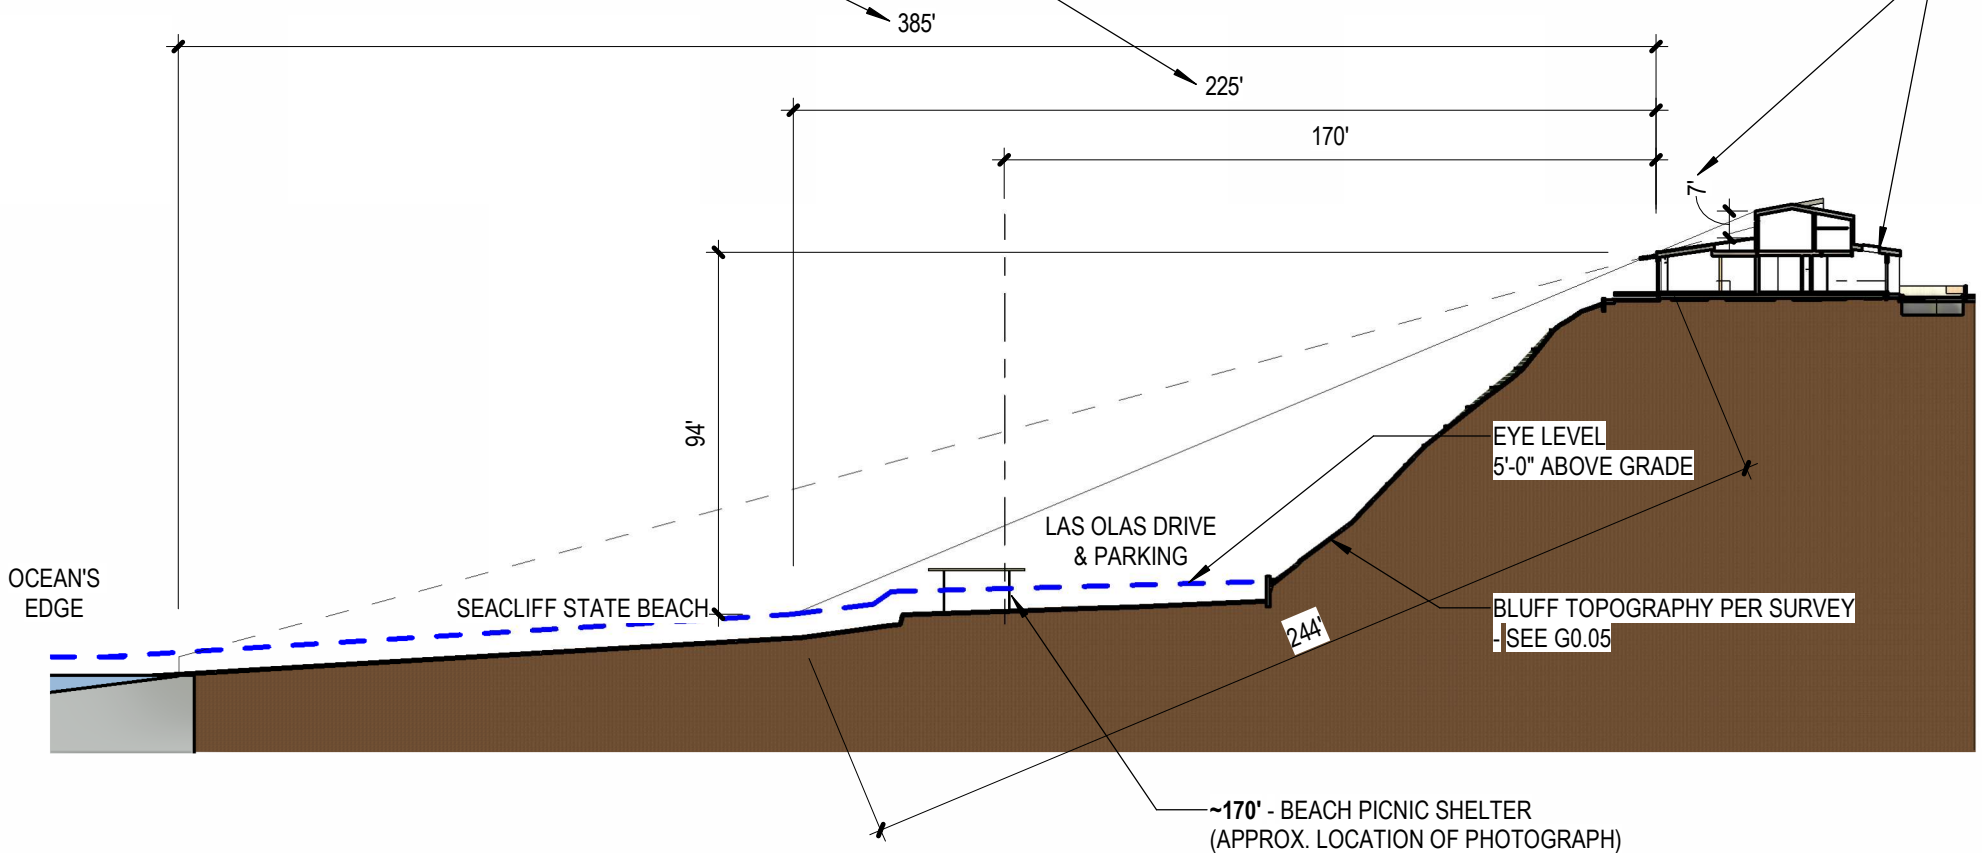 385'
225'
170'
7'
94'
EYE LEVEL
5'-0" ABOVE GRADE
LAS OLAS DRIVE
& PARKING
OCEAN'S
EDGE
SEACLIFF STATE BEACH
BLUFF TOPOGRAPHY PER SURVEY
- SEE G0.05
244'
~170' - BEACH PICNIC SHELTER
(APPROX. LOCATION OF PHOTOGRAPH)